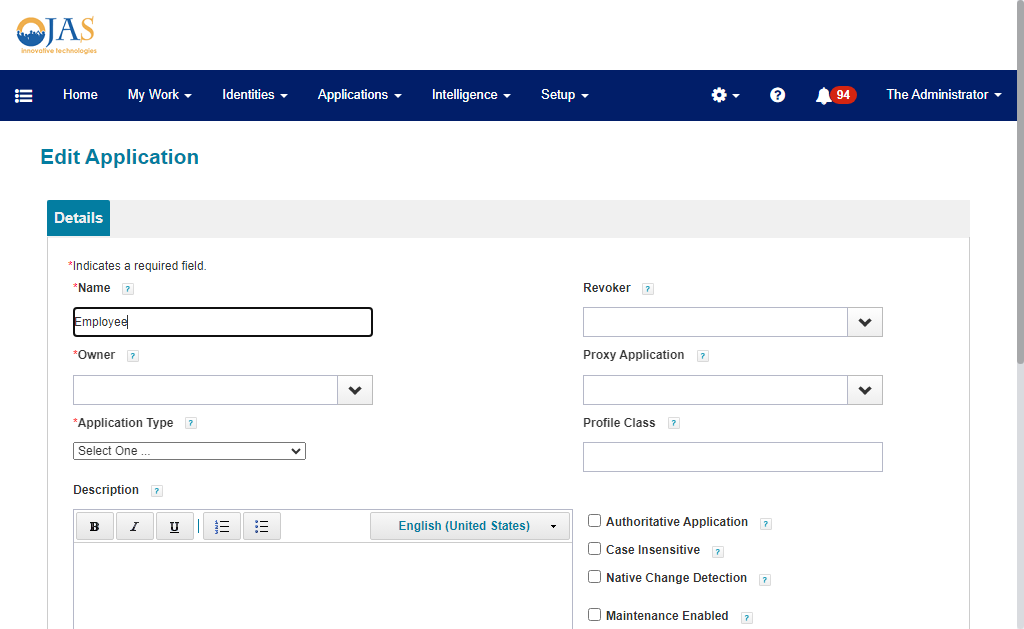 OJAS
innovative technologies
Home My Work Identities Applications Intelligence Setup ? 94 The Administrator
Edit Application
Details
*Indicates a required field.
*Name ?
Employee
*Owner ?
*Application Type ?
Select One ...
Description ?
B I U English (United States)
Revoker ?
Proxy Application ?
Profile Class ?
Authoritative Application ?
Case Insensitive ?
Native Change Detection ?
Maintenance Enabled ?